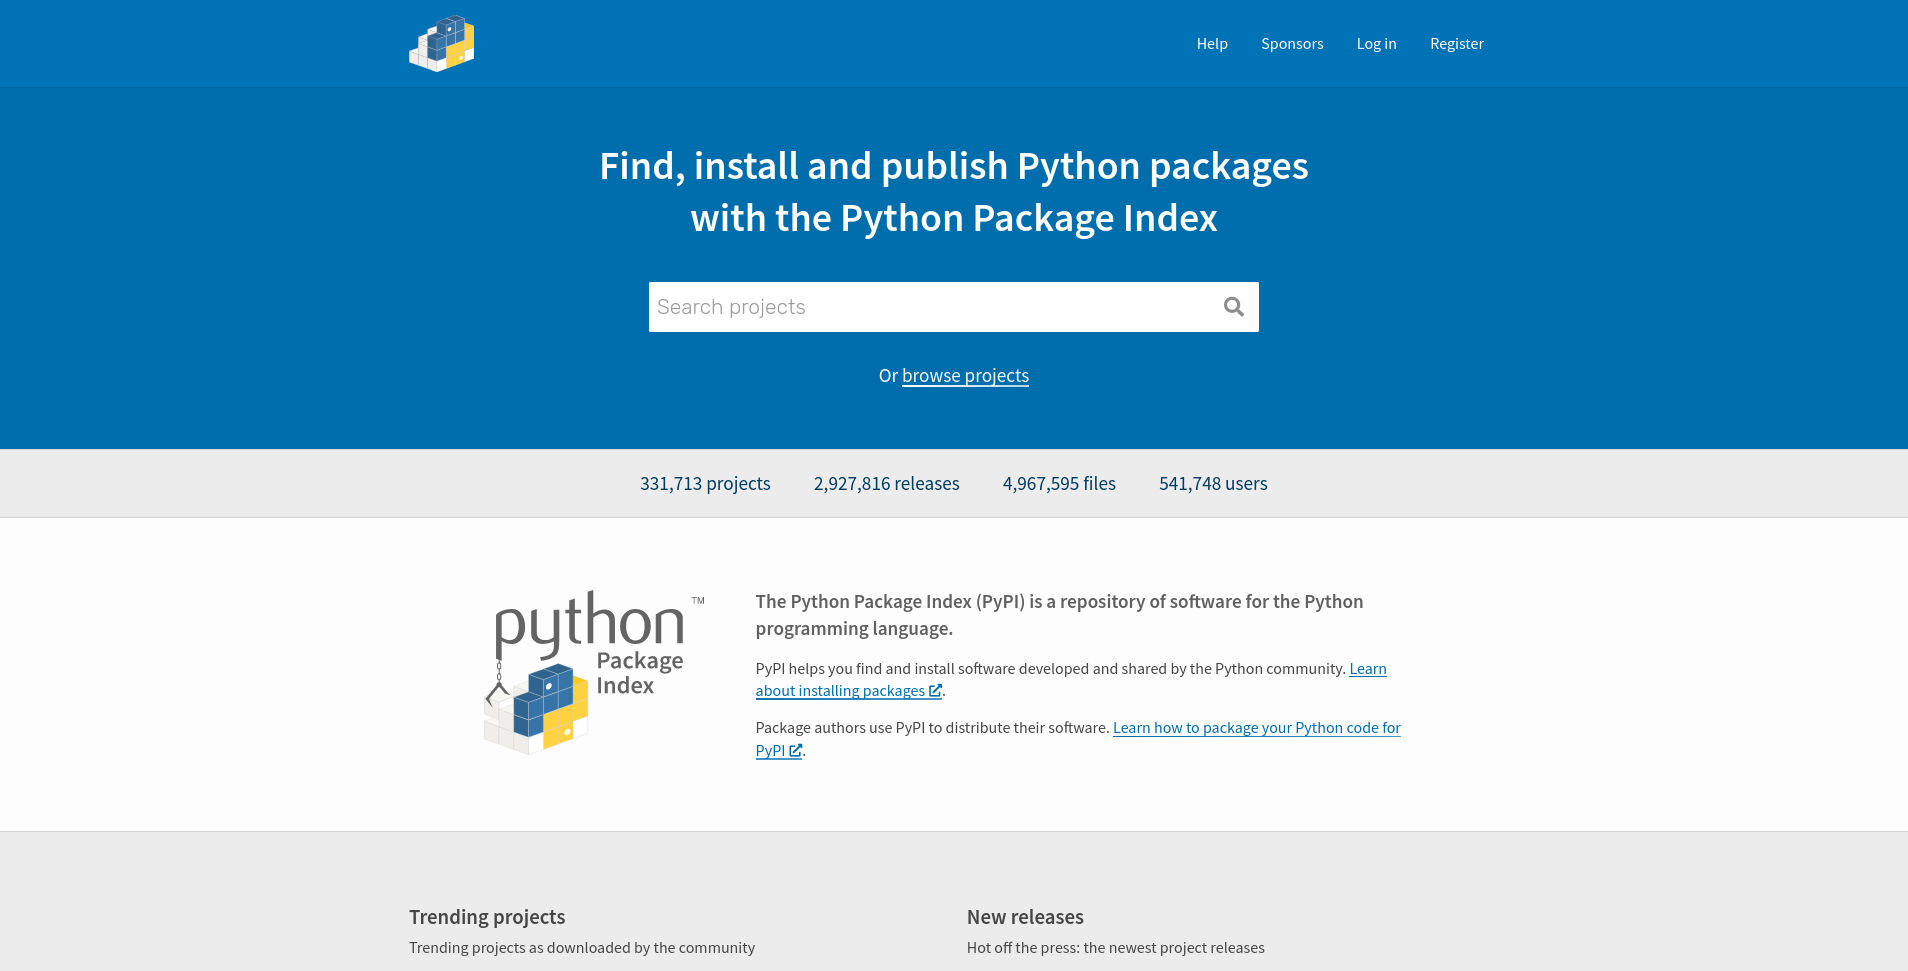 Help Sponsors Log in Register
Find, install and publish Python packages
with the Python Package Index
Search projects
Or browse projects
331,713 projects 2,927,816 releases 4,967,595 files 541,748 users
python ™
Package
Index
The Python Package Index (PyPI) is a repository of software for the Python
programming language.
PyPI helps you find and install software developed and shared by the Python community. Learn
about installing packages.
Package authors use PyPI to distribute their software. Learn how to package your Python code for
PyPI.
Trending projects
Trending projects as downloaded by the community
New releases
Hot off the press: the newest project releases